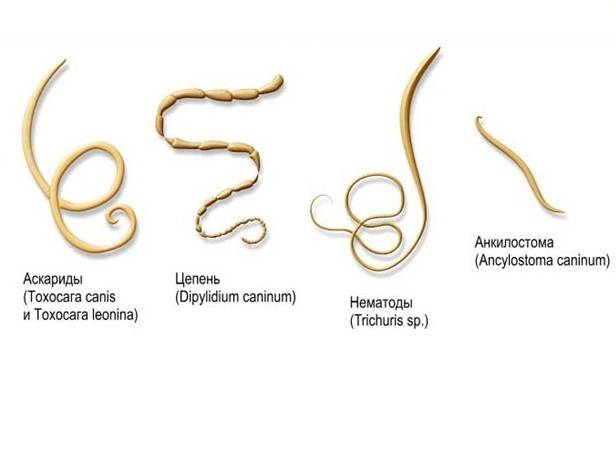 Аскариды
(Toxocara canis
и Toxocara leonina)
Цепень
(Dipylidium caninum)
Нематоды
(Trichuris sp.)
Анкилостома
(Ancylostoma caninum)